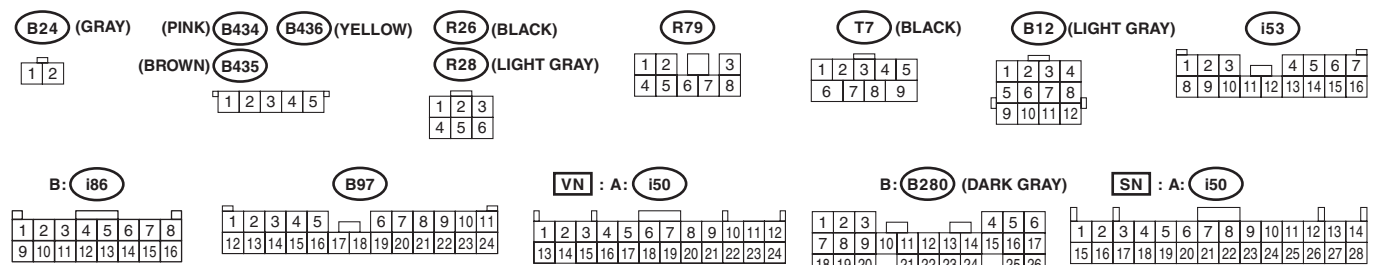 B24 (GRAY) (PINK) B434 B436 (YELLOW) R26 (BLACK) R79 T7 (BLACK) B12 (LIGHT GRAY) i53
(BROWN) B435 R28 (LIGHT GRAY)
1 2
1 2 3 4 5
1 2 3
4 5 6
1 2 3
4 5 6 7 8
1 2 3 4 5
6 7 8 9
1 2 3 4
5 6 7 8
9 10 11 12
1 2 3 4 5 6 7
8 9 10 11 12 13 14 15 16
B: i86 B97 VN : A: i50 B: B280 (DARK GRAY) SN : A: i50
1 2 3 4 5 6 7 8
9 10 11 12 13 14 15 16
1 2 3 4 5 6 7 8 9 10 11
12 13 14 15 16 17 18 19 20 21 22 23 24
1 2 3 4 5 6 7 8 9 10 11 12
13 14 15 16 17 18 19 20 21 22 23 24
1 2 3 4 5 6
7 8 9 10 11 12 13 14 15 16 17
18 19 20 21 22 23 24 25 26
1 2 3 4 5 6 7 8 9 10 11 12 13 14
15 16 17 18 19 20 21 22 23 24 25 26 27 28